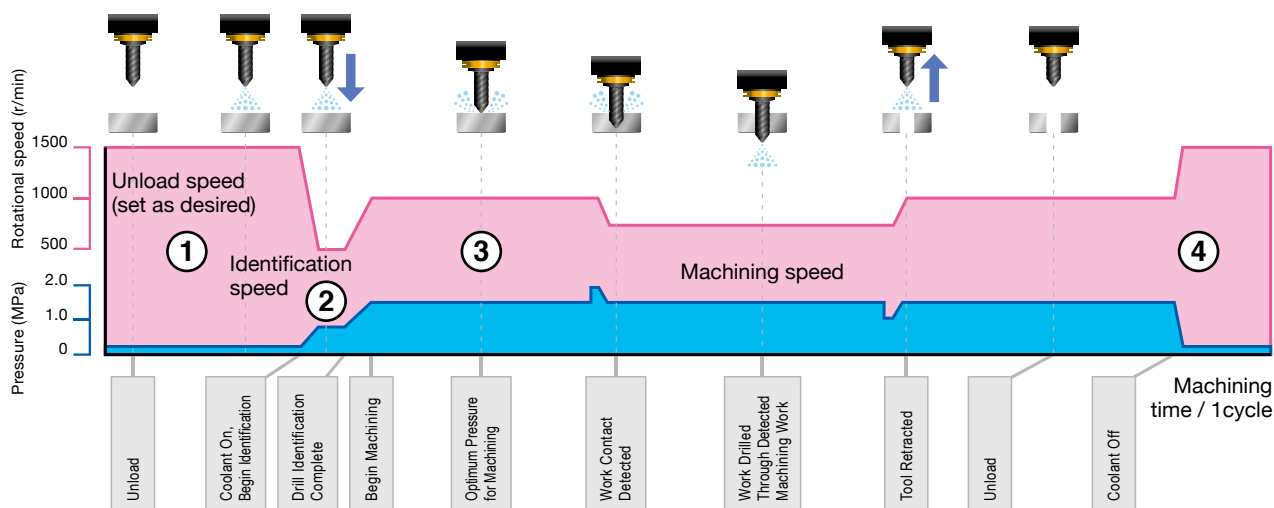 Rotational speed (r/min)
1500
1000
500
Pressure (MPa)
2.0
1.0
0
Unload speed
(set as desired)
1
Identification
speed
2
3
Machining speed
4
Unload
Coolant On,
Begin Identification
Drill Identification
Complete
Begin Machining
Optimum Pressure
for Machining
Work Contact
Detected
Work Drilled
Through Detected
Machining Work
Tool Retracted
Unload
Coolant Off
Machining
time / 1cycle